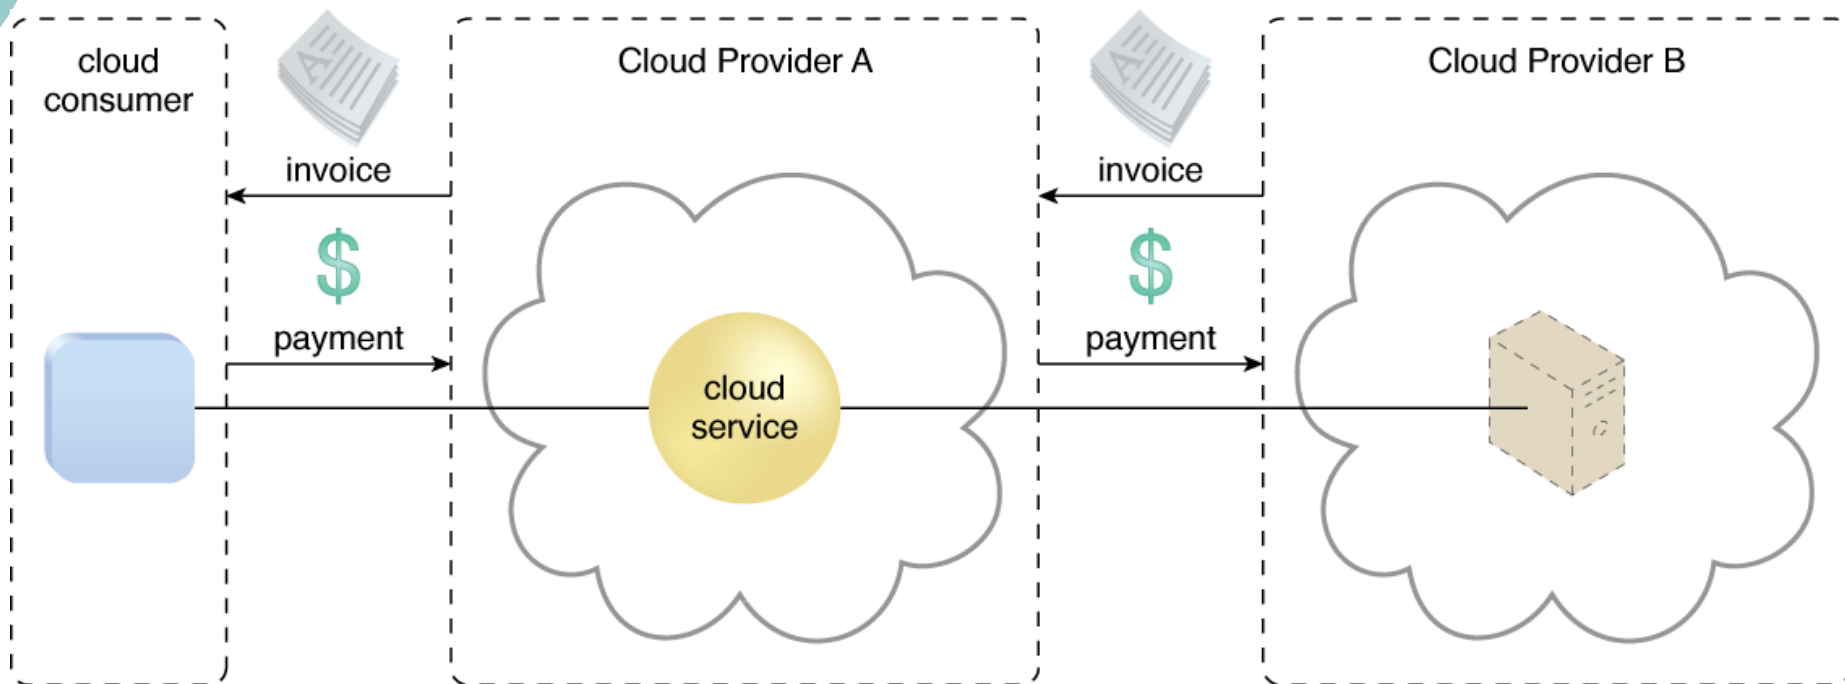 cloud
consumer
invoice
payment
Cloud Provider A
cloud
service
invoice
payment
Cloud Provider B